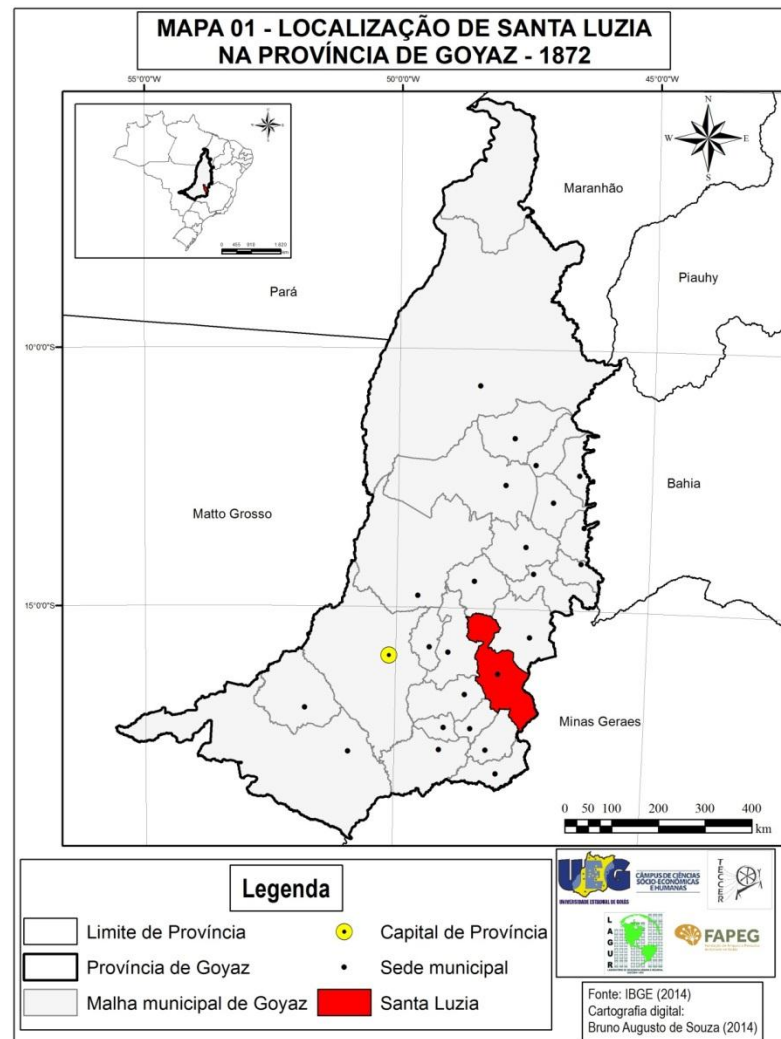 MAPA 01 - LOCALIZAÇÃO DE SANTA LUZIA
NA PROVÍNCIA DE GOYAZ - 1872
55°0'0"W
50°0'0"W
45°0'0"W
N
W
E
S
Maranhão
Piauhy
Pará
10°0'0"S
Bahia
Matto Grosso
15°0'0"S
Minas Geraes
0 50 100 200 300 400
km
Legenda
Limite de Província
Capital de Província
Província de Goyaz
Sede municipal
Malha municipal de Goyaz
Santa Luzia
UEG
CÂMPUS DE CIÊNCIAS
SÓCIO-ECONÔMICAS
E HUMANAS
UNIVERSIDADE ESTADUAL DE GOIÁS
TECCER
LAGUR
FAPEG
Fonte: IBGE (2014)
Cartografia digital:
Bruno Augusto de Souza (2014)